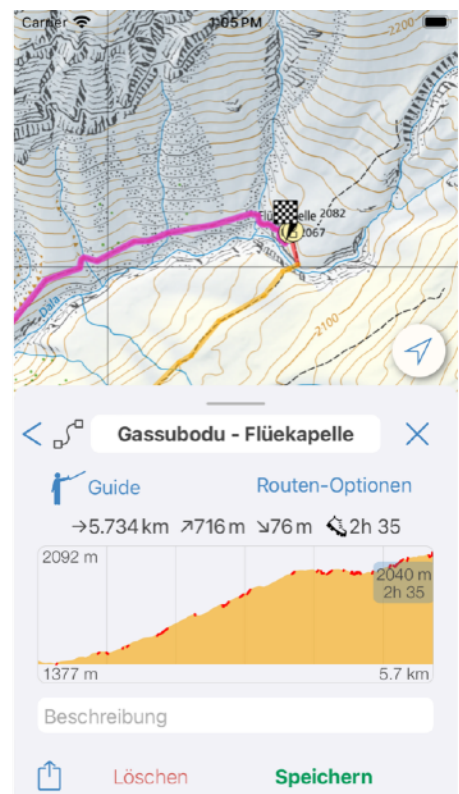 Carrier 1:05 PM
2200
2082
2067
Dala
2100
Gassubodu - Flüekapelle
Guide Routen-Optionen
→5.734 km ↗716 m ↘76 m 2h 35
2092 m
2040 m
2h 35
1377 m 5.7 km
Beschreibung
Löschen Speichern